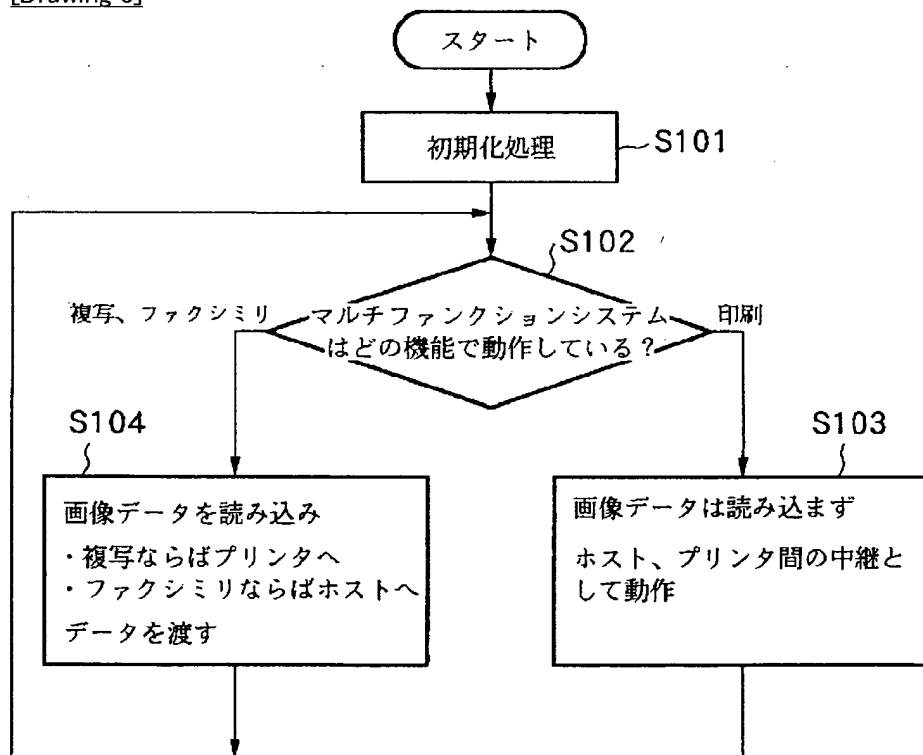 [Drawing 6]
スタート
初期化処理
S101
S102
複写、ファクシミリ
マルチファンクションシステム
はどの機能で動作している？
印刷
S104
画像データを読み込み
・複写ならばプリンタへ
・ファクシミリならばホストへ
データを渡す
S103
画像データは読み込まず
ホスト、プリンタ間の中継と
して動作